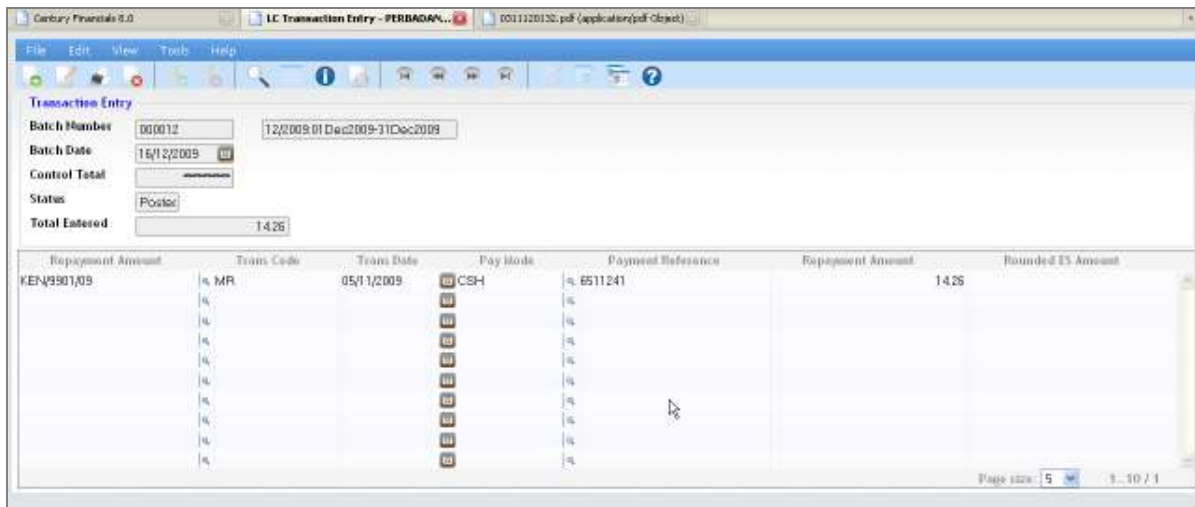 Century Financials 8.0 LC Transaction Entry - PERBADAN... 0311120132.pdf (application/pdf Object)
File Edit View Tools Help
Transaction Entry
Batch Number 000012 12/2009:01Dec2009-31Dec2009
Batch Date 16/12/2009
Control Total
Status Posted
Total Entered 14.26
Repayment Amount Trans Code Trans Date Pay Mode Payment Reference Repayment Amount Rounded ES Amount
KEN/9901/09 MR 05/11/2009 CSH 6511241 14.26
Page size: 5 1...10 / 1